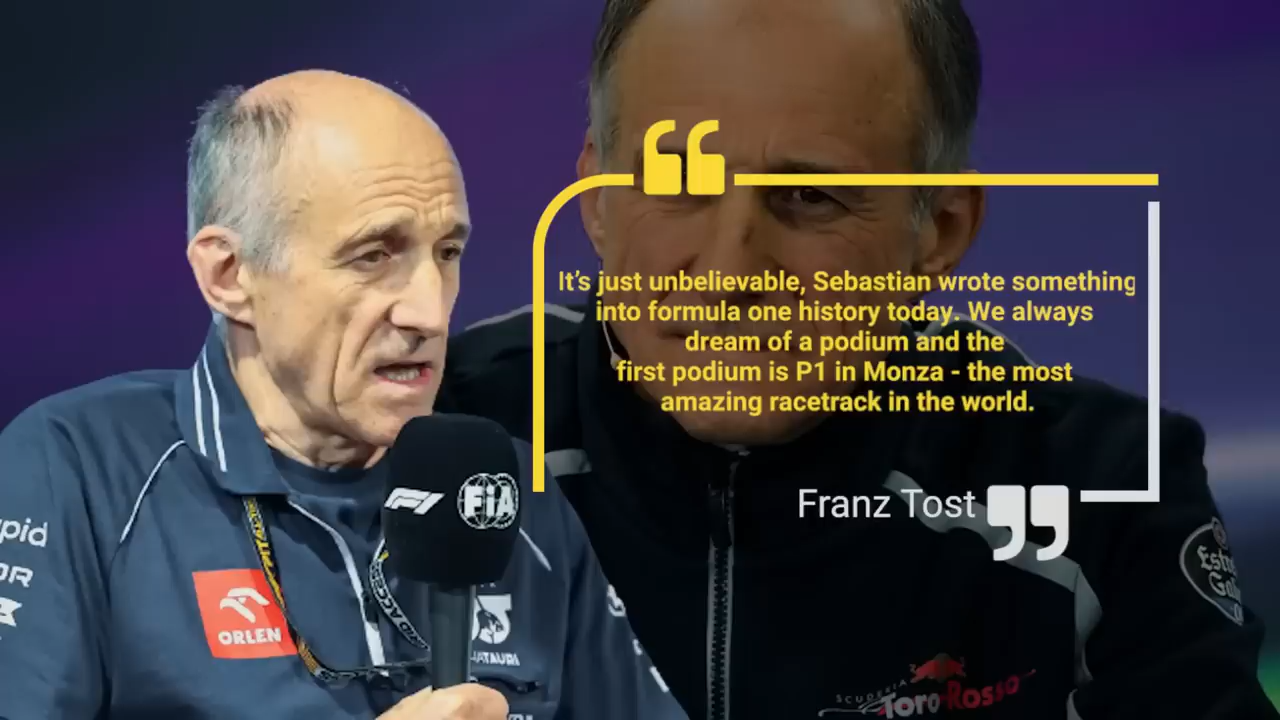 It's just unbelievable, Sebastian wrote something
into formula one history today. We always
dream of a podium and the
first podium is P1 in Monza - the most
amazing racetrack in the world.
Franz Tost
F1 FIA
ORLEN
SCUDERIA
Toro Rosso